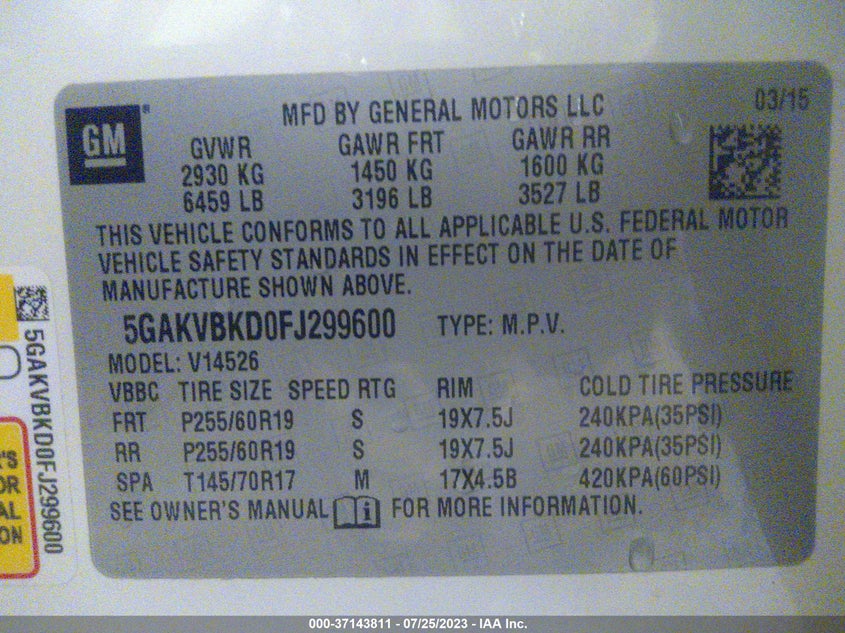 GM ®
MFD BY GENERAL MOTORS LLC 03/15
GVWR GAWR FRT GAWR RR
2930 KG 1450 KG 1600 KG
6459 LB 3196 LB 3527 LB
THIS VEHICLE CONFORMS TO ALL APPLICABLE U.S. FEDERAL MOTOR
VEHICLE SAFETY STANDARDS IN EFFECT ON THE DATE OF
MANUFACTURE SHOWN ABOVE.
5GAKVBKD0FJ299600 TYPE: M.P.V.
MODEL: V14526
VBBC TIRE SIZE SPEED RTG RIM COLD TIRE PRESSURE
FRT P255/60R19 S 19X7.5J 240KPA(35PSI)
RR P255/60R19 S 19X7.5J 240KPA(35PSI)
SPA T145/70R17 M 17X4.5B 420KPA(60PSI)
SEE OWNER'S MANUAL i FOR MORE INFORMATION.
5GAKVBKD0FJ299600
000-37143811 - 07/25/2023 - IAA Inc.